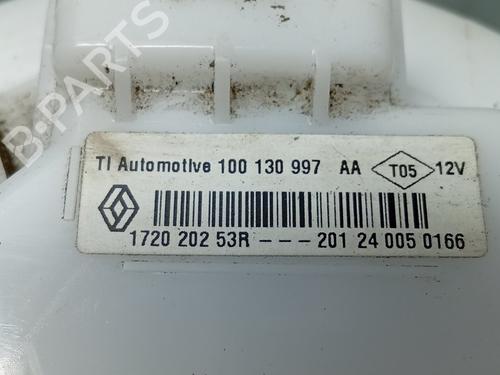 TI Automotive 100 130 997 AA T05 12V
1720 202 53R - - - 201 24 005 0166
B-PARTS